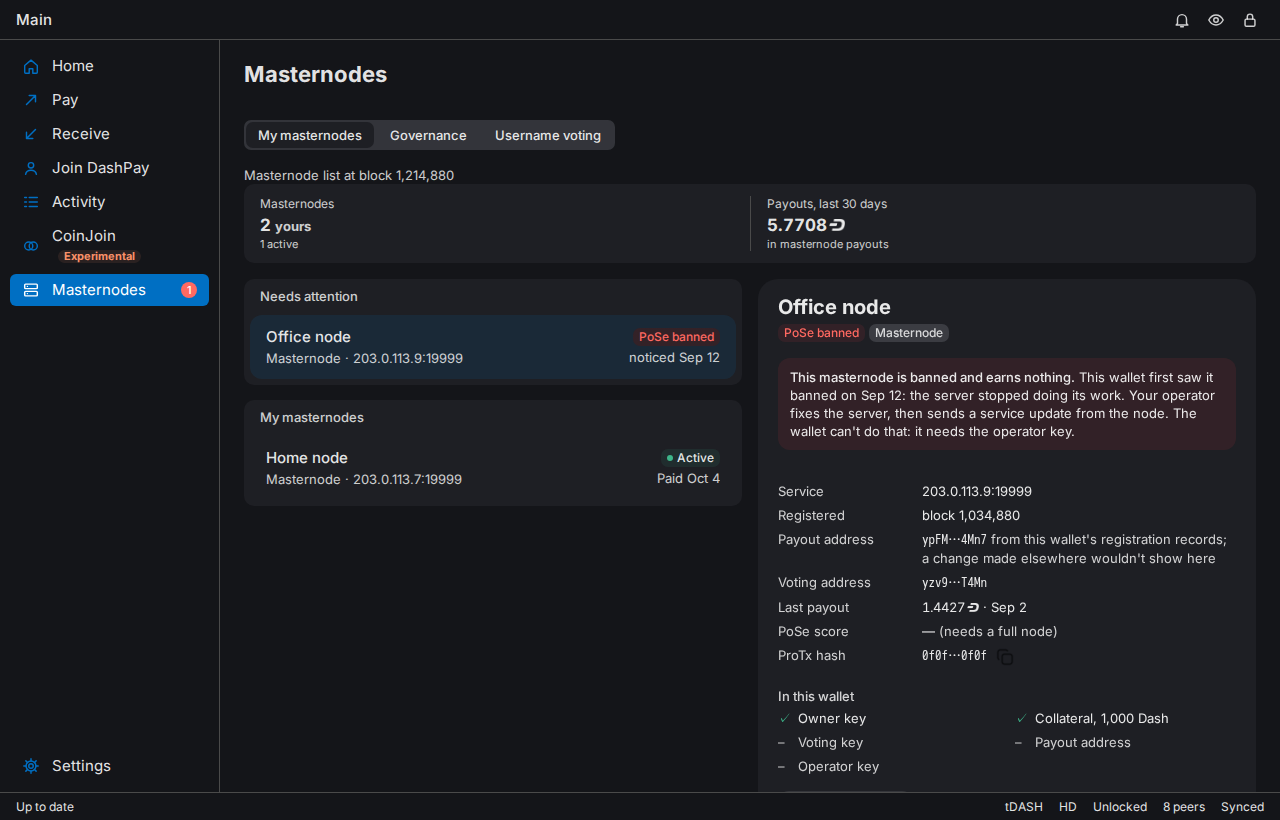 Main
Home
Pay
Receive
Join DashPay
Activity
CoinJoin
Experimental
Masternodes 1
Settings
Masternodes
My masternodes Governance Username voting
Masternode list at block 1,214,880
Masternodes
2 yours
1 active
Payouts, last 30 days
5.7708
in masternode payouts
Needs attention
Office node PoSe banned
Masternode · 203.0.113.9:19999 noticed Sep 12
My masternodes
Home node Active
Masternode · 203.0.113.7:19999 Paid Oct 4
Office node
PoSe banned Masternode
This masternode is banned and earns nothing. This wallet first saw it
banned on Sep 12: the server stopped doing its work. Your operator
fixes the server, then sends a service update from the node. The
wallet can't do that: it needs the operator key.
Service 203.0.113.9:19999
Registered block 1,034,880
Payout address ypFM⋯4Mn7 from this wallet's registration records;
a change made elsewhere wouldn't show here
Voting address yzv9⋯T4Mn
Last payout 1.4427 · Sep 2
PoSe score — (needs a full node)
ProTx hash 0f0f⋯0f0f
In this wallet
✓ Owner key ✓ Collateral, 1,000 Dash
– Voting key – Payout address
– Operator key
Up to date tDASH HD Unlocked 8 peers Synced